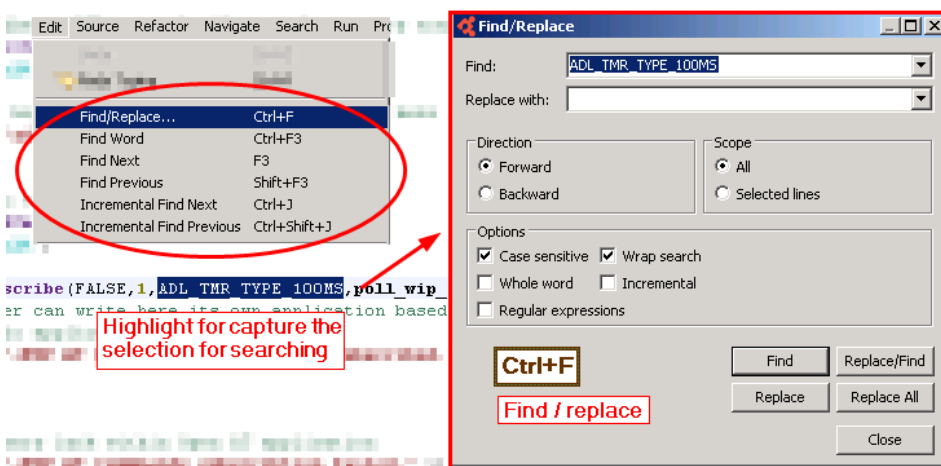 Edit Source Refactor Navigate Search Run
Find/Replace... Ctrl+F
Find Word Ctrl+F3
Find Next F3
Find Previous Shift+F3
Incremental Find Next Ctrl+J
Incremental Find Previous Ctrl+Shift+J
scribe(FALSE,1,ADL_TMR_TYPE_100MS,poll_wip_
er can write here its own application based
Highlight for capture the
selection for searching
Find/Replace
Find: ADL_TMR_TYPE_100MS
Replace with:
Direction Scope
Forward All
Backward Selected lines
Options
Case sensitive Wrap search
Whole word Incremental
Regular expressions
Ctrl+F
Find / replace
Find Replace/Find
Replace Replace All
Close